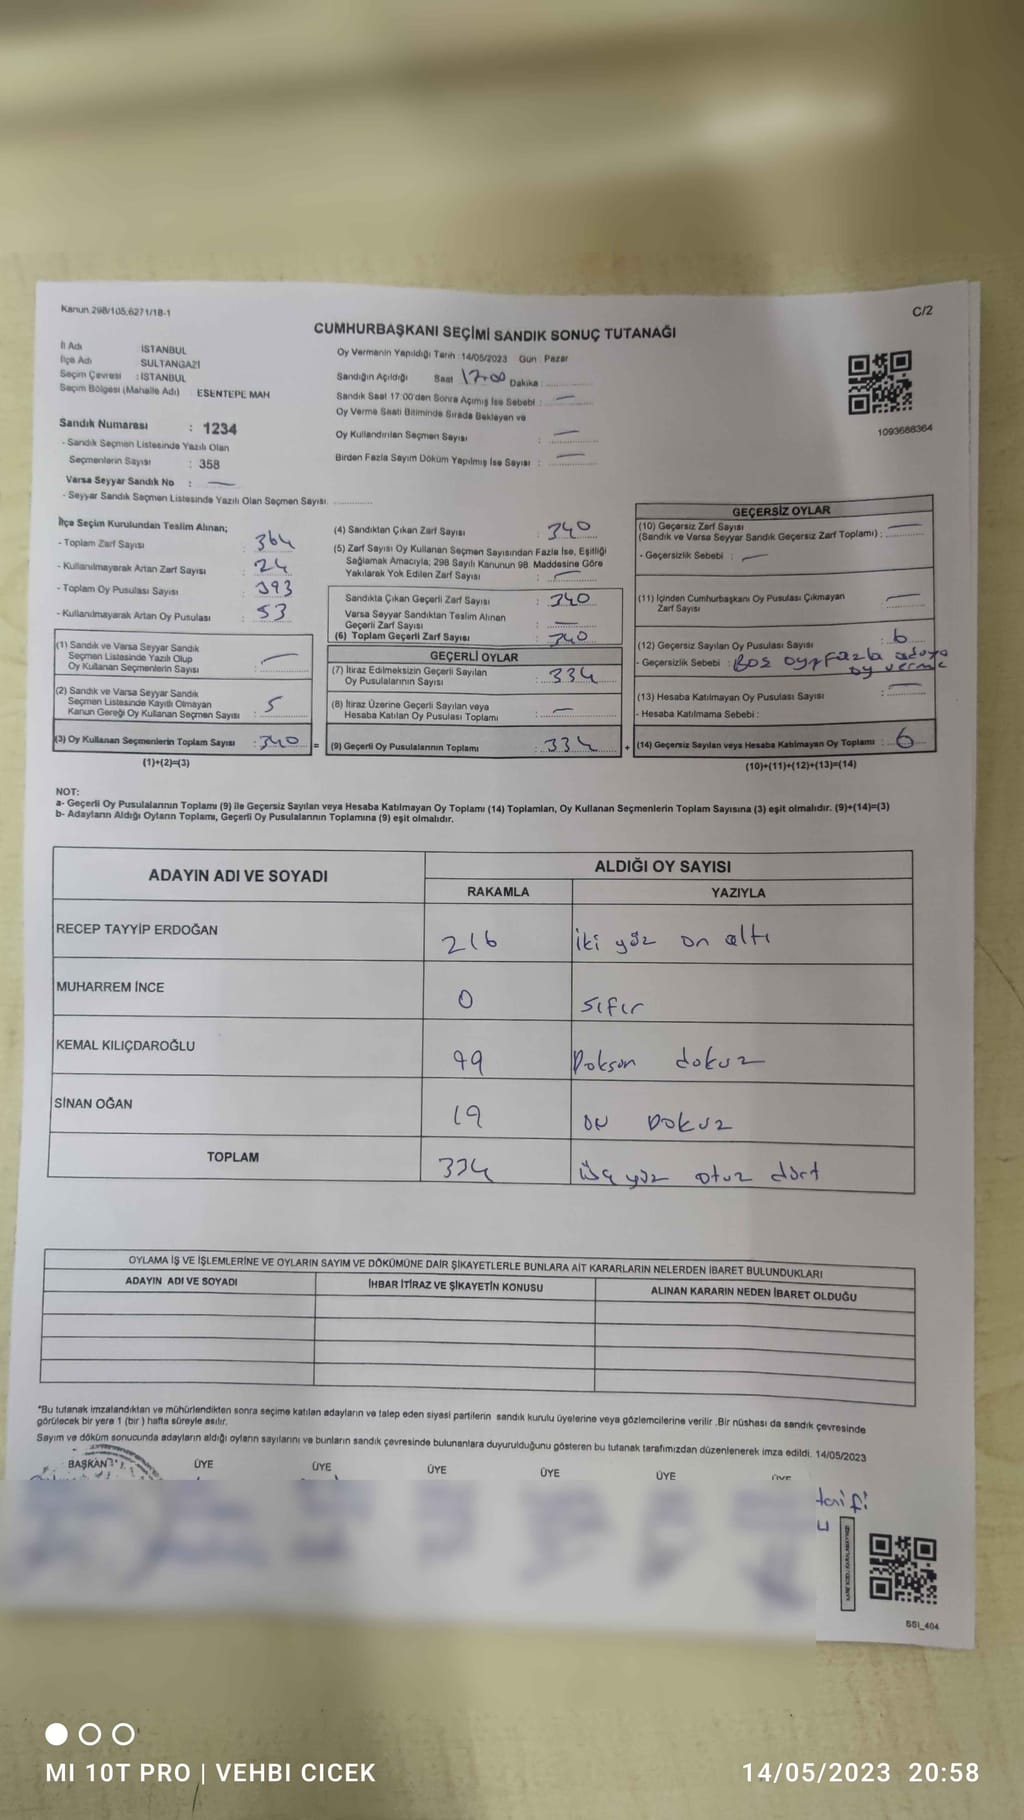 Kanun.298/105,6271/18-1
C/2
CUMHURBAŞKANI SEÇİMİ SANDIK SONUÇ TUTANAĞI
İl Adı İSTANBUL
İlçe Adı SULTANGAZİ
Seçim Çevresi : İSTANBUL
Seçim Bölgesi (Mahalle Adı) ESENTEPE MAH
Sandık Numarası : 1234
- Sandık Seçmen Listesinde Yazılı Olan
Seçmenlerin Sayısı : 358
Varsa Seyyar Sandık No : —
- Seyyar Sandık Seçmen Listesinde Yazılı Olan Seçmen Sayısı
Oy Vermenin Yapıldığı Tarih : 14/05/2023 Gün : Pazar
Sandığın Açıldığı Saat 17:00 Dakika :
Sandık Saat 17:00'den Sonra Açılmış İse Sebebi : —
Oy Verme Saati Bitiminde Sırada Bekleyen ve
Oy Kullandırılan Seçmen Sayısı : —
Birden Fazla Sayım Döküm Yapılmış İse Sayısı : —
1093688364
İlçe Seçim Kurulundan Teslim Alınan;
- Toplam Zarf Sayısı : 364
- Kullanılmayarak Artan Zarf Sayısı : 24
- Toplam Oy Pusulası Sayısı : 393
- Kullanılmayarak Artan Oy Pusulası : 53
(1) Sandık ve Varsa Seyyar Sandık
Seçmen Listesinde Yazılı Olup
Oy Kullanan Seçmenlerin Sayısı : —
(2) Sandık ve Varsa Seyyar Sandık
Seçmen Listesinde Kayıtlı Olmayan
Kanun Gereği Oy Kullanan Seçmen Sayısı : 5
(3) Oy Kullanan Seçmenlerin Toplam Sayısı : 340
(1)+(2)=(3)
(4) Sandıktan Çıkan Zarf Sayısı : 340
(5) Zarf Sayısı Oy Kullanan Seçmen Sayısından Fazla İse, Eşitliği
Sağlamak Amacıyla; 298 Sayılı Kanunun 98. Maddesine Göre
Yakılarak Yok Edilen Zarf Sayısı : —
Sandıkta Çıkan Geçerli Zarf Sayısı : 340
Varsa Seyyar Sandıktan Teslim Alınan
Geçerli Zarf Sayısı : —
(6) Toplam Geçerli Zarf Sayısı : 340
GEÇERLİ OYLAR
(7) İtiraz Edilmeksizin Geçerli Sayılan
Oy Pusulalarının Sayısı : 334
(8) İtiraz Üzerine Geçerli Sayılan veya
Hesaba Katılan Oy Pusulası Toplamı : —
= (9) Geçerli Oy Pusulalarının Toplamı : 334
GEÇERSİZ OYLAR
(10) Geçersiz Zarf Sayısı
(Sandık ve Varsa Seyyar Sandık Geçersiz Zarf Toplamı) : —
- Geçersizlik Sebebi : —
(11) İçinden Cumhurbaşkanı Oy Pusulası Çıkmayan
Zarf Sayısı : —
(12) Geçersiz Sayılan Oy Pusulası Sayısı : 6
- Geçersizlik Sebebi : Boş oy, fazla adaya
oy verme
(13) Hesaba Katılmayan Oy Pusulası Sayısı : —
- Hesaba Katılmama Sebebi :
+ (14) Geçersiz Sayılan veya Hesaba Katılmayan Oy Toplamı : 6
(10)+(11)+(12)+(13)=(14)
NOT:
a- Geçerli Oy Pusulalarının Toplamı (9) ile Geçersiz Sayılan veya Hesaba Katılmayan Oy Toplamı (14) Toplamları, Oy Kullanan Seçmenlerin Toplam Sayısına (3) eşit olmalıdır. (9)+(14)=(3)
b- Adayların Aldığı Oyların Toplamı, Geçerli Oy Pusulalarının Toplamına (9) eşit olmalıdır.
ADAYIN ADI VE SOYADI
ALDIĞI OY SAYISI
RAKAMLA YAZIYLA
RECEP TAYYİP ERDOĞAN 216 iki yüz on altı
MUHARREM İNCE 0 sıfır
KEMAL KILIÇDAROĞLU 99 Doksan dokuz
SİNAN OĞAN 19 ON DOKUZ
TOPLAM 334 üç yüz otuz dört
OYLAMA İŞ VE İŞLEMLERİNE VE OYLARIN SAYIM VE DÖKÜMÜNE DAİR ŞİKAYETLERLE BUNLARA AİT KARARLARIN NELERDEN İBARET BULUNDUKLARI
ADAYIN ADI VE SOYADI İHBAR İTİRAZ VE ŞİKAYETİN KONUSU ALINAN KARARIN NEDEN İBARET OLDUĞU
*Bu tutanak imzalandıktan ve mühürlendikten sonra seçime katılan adayların ve talep eden siyasi partilerin sandık kurulu üyelerine veya gözlemcilerine verilir .Bir nüshası da sandık çevresinde
görülecek bir yere 1 (bir ) hafta süreyle asılır.
Sayım ve döküm sonucunda adayların aldığı oyların sayılarını ve bunların sandık çevresinde bulunanlara duyurulduğunu gösteren bu tutanak tarafımızdan düzenlenerek imza edildi. 14/05/2023
BAŞKAN ÜYE ÜYE ÜYE ÜYE ÜYE ÜYE
SSI_404
MI 10T PRO | VEHBI CICEK
14/05/2023 20:58